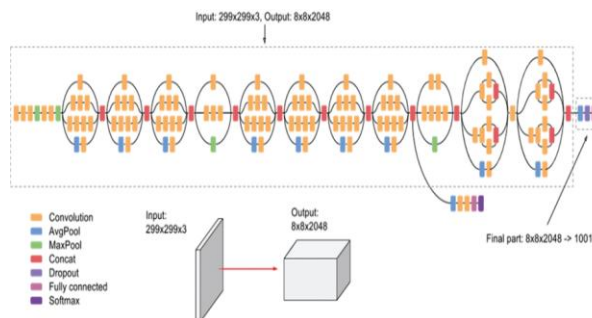 Input: 299x299x3, Output: 8x8x2048
Convolution
AvgPool
MaxPool
Concat
Dropout
Fully connected
Softmax
Input:
299x299x3
Output:
8x8x2048
Final part: 8x8x2048 -> 1001